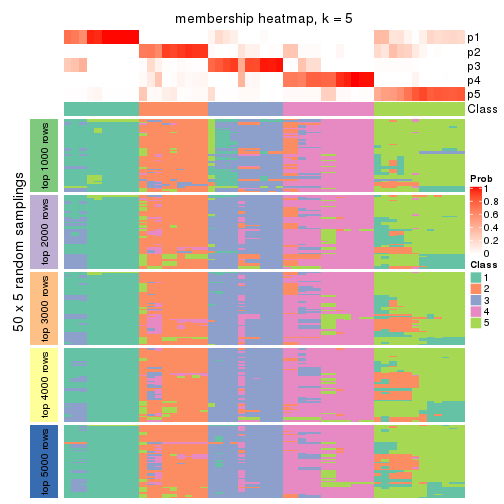 membership heatmap, k = 5
p1
p2
p3
p4
p5
Class
50 x 5 random samplings
top 1000 rows
top 2000 rows
top 3000 rows
top 4000 rows
top 5000 rows
Prob
1
0.8
0.6
0.4
0.2
0
Class
1
2
3
4
5